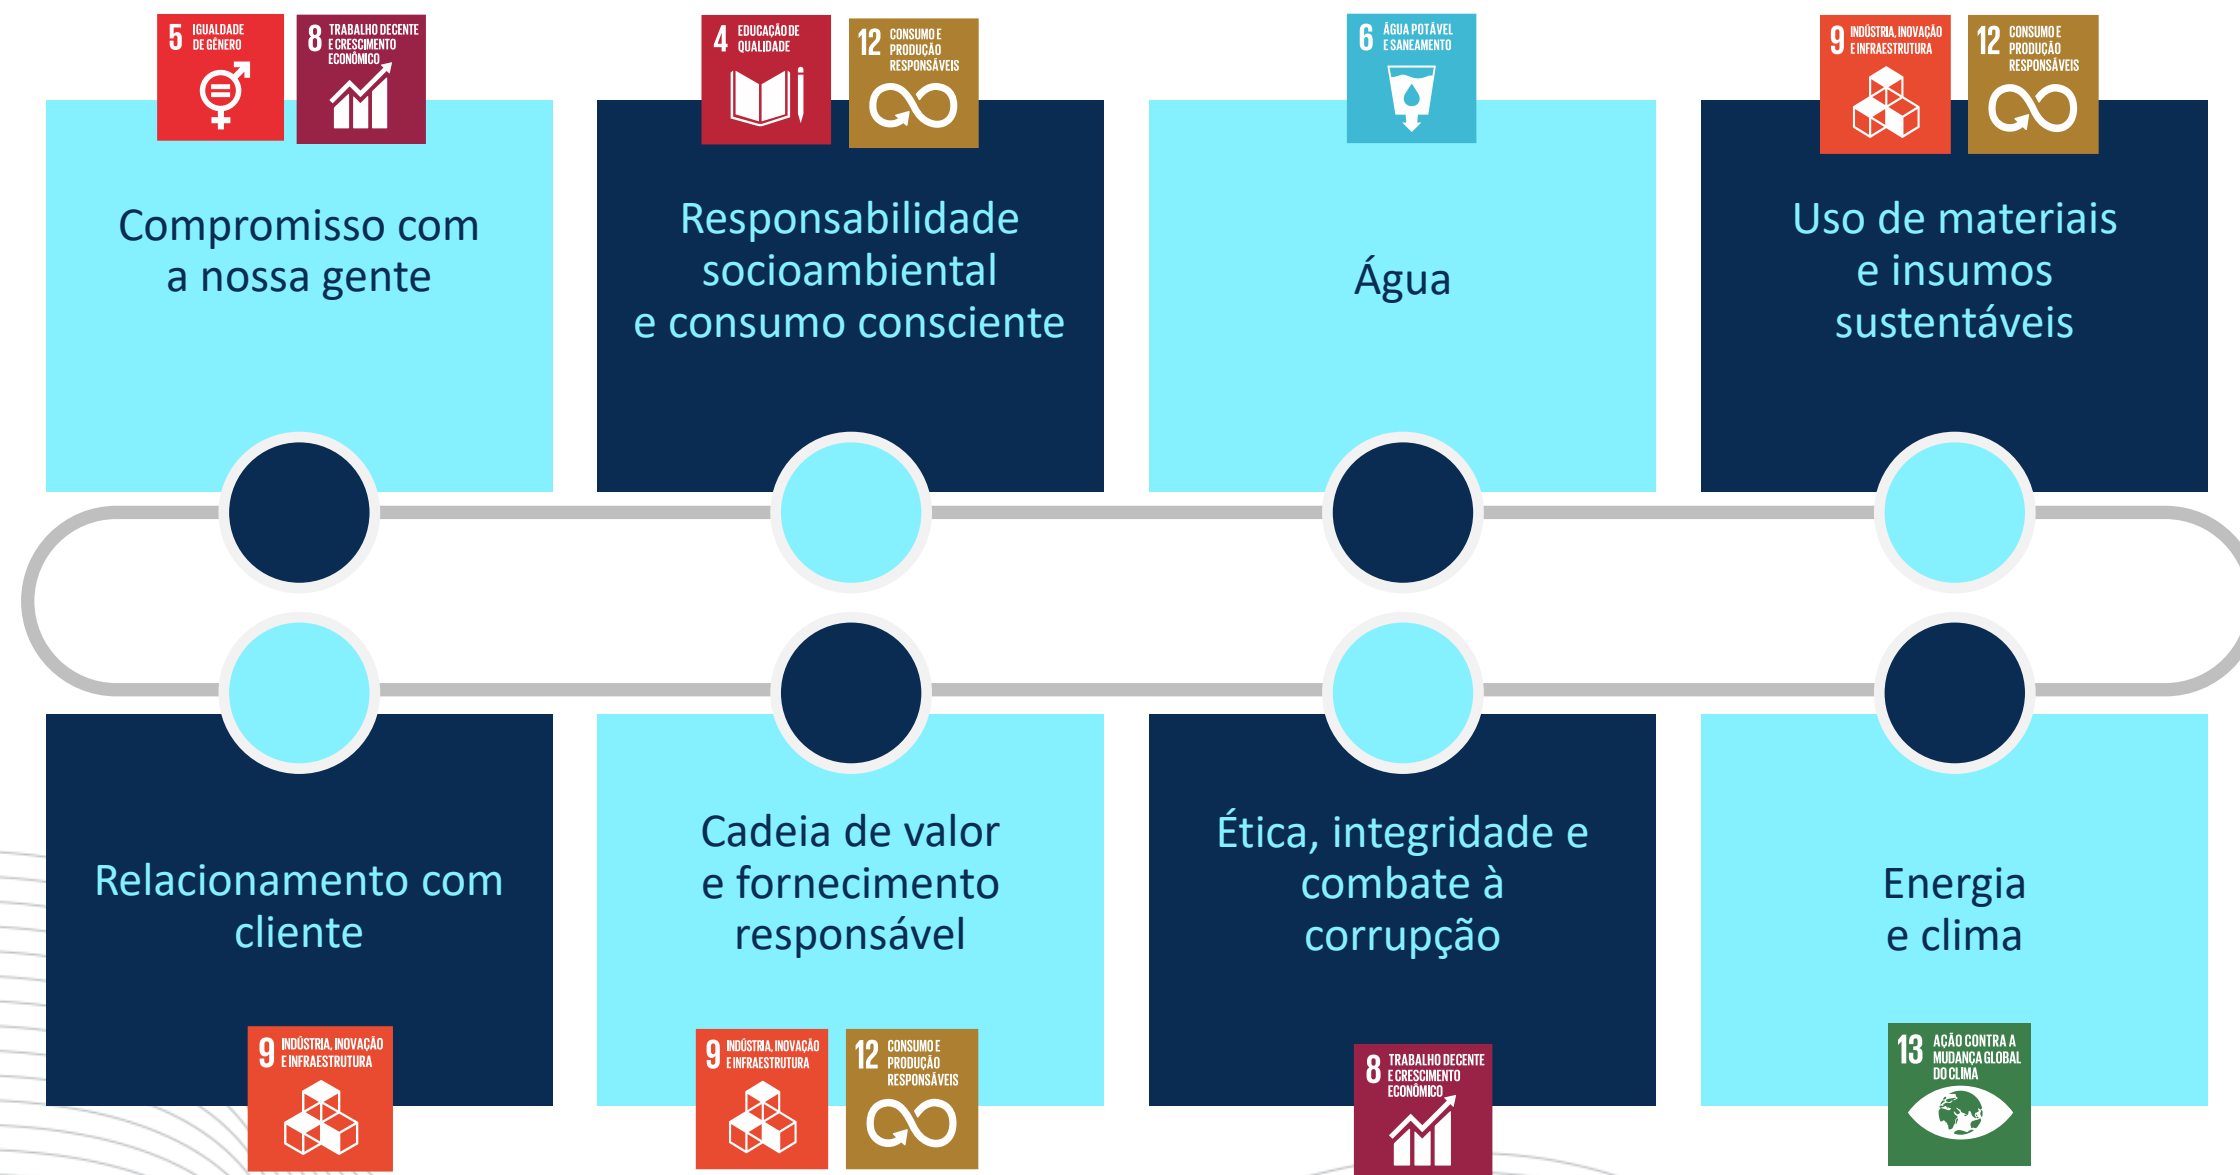 5 IGUALDADE
DE GÊNERO
8 TRABALHO DECENTE
E CRESCIMENTO
ECONÔMICO
Compromisso com
a nossa gente
4 EDUCAÇÃO DE
QUALIDADE
12 CONSUMO E
PRODUÇÃO
RESPONSÁVEIS
Responsabilidade
socioambiental
e consumo consciente
6 ÁGUA POTÁVEL
E SANEAMENTO
Água
9 INDÚSTRIA, INOVAÇÃO
E INFRAESTRUTURA
12 CONSUMO E
PRODUÇÃO
RESPONSÁVEIS
Uso de materiais
e insumos
sustentáveis
Relacionamento com
cliente
9 INDÚSTRIA, INOVAÇÃO
E INFRAESTRUTURA
Cadeia de valor
e fornecimento
responsável
9 INDÚSTRIA, INOVAÇÃO
E INFRAESTRUTURA
12 CONSUMO E
PRODUÇÃO
RESPONSÁVEIS
Ética, integridade e
combate à
corrupção
8 TRABALHO DECENTE
E CRESCIMENTO
ECONÔMICO
Energia
e clima
13 AÇÃO CONTRA A
MUDANÇA GLOBAL
DO CLIMA